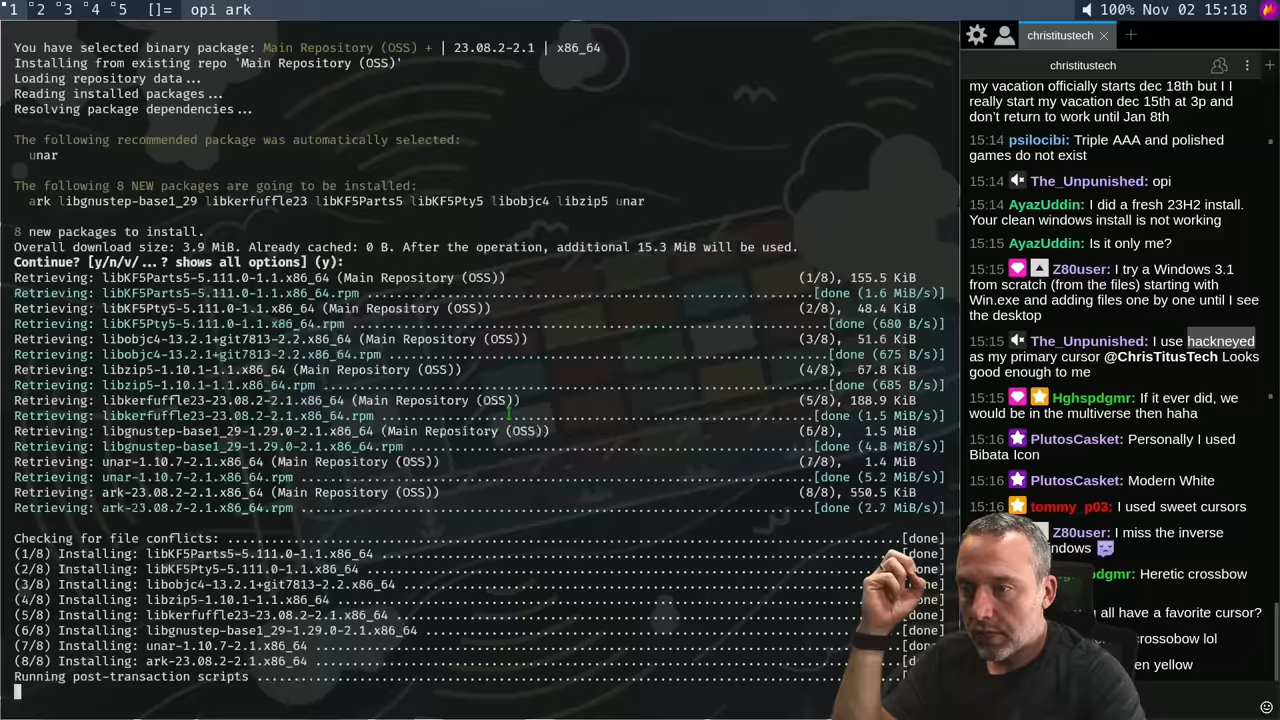 1 2 3 4 5 []= opi ark
100% Nov 02 15:18
You have selected binary package: Main Repository (OSS) + | 23.08.2-2.1 | x86_64
Installing from existing repo 'Main Repository (OSS)'
Loading repository data...
Reading installed packages...
Resolving package dependencies...
The following recommended package was automatically selected:
unar
The following 8 NEW packages are going to be installed:
ark libgnustep-base1_29 libkerfuffle23 libKF5Parts5 libKF5Pty5 libobjc4 libzip5 unar
8 new packages to install.
Overall download size: 3.9 MiB. Already cached: 0 B. After the operation, additional 15.3 MiB will be used.
Continue? [y/n/v/...? shows all options] (y):
Retrieving: libKF5Parts5-5.111.0-1.1.x86_64 (Main Repository (OSS)) (1/8), 155.5 KiB
Retrieving: libKF5Parts5-5.111.0-1.1.x86_64.rpm [done (1.6 MiB/s)]
Retrieving: libKF5Pty5-5.111.0-1.1.x86_64 (Main Repository (OSS)) (2/8), 48.4 KiB
Retrieving: libKF5Pty5-5.111.0-1.1.x86_64.rpm [done (680 B/s)]
Retrieving: libobjc4-13.2.1+git7813-2.2.x86_64 (Main Repository (OSS)) (3/8), 51.6 KiB
Retrieving: libobjc4-13.2.1+git7813-2.2.x86_64.rpm [done (675 B/s)]
Retrieving: libzip5-1.10.1-1.1.x86_64 (Main Repository (OSS)) (4/8), 67.8 KiB
Retrieving: libzip5-1.10.1-1.1.x86_64.rpm [done (685 B/s)]
Retrieving: libkerfuffle23-23.08.2-2.1.x86_64 (Main Repository (OSS)) (5/8), 188.9 KiB
Retrieving: libkerfuffle23-23.08.2-2.1.x86_64.rpm [done (1.5 MiB/s)]
Retrieving: libgnustep-base1_29-1.29.0-2.1.x86_64 (Main Repository (OSS)) (6/8), 1.5 MiB
Retrieving: libgnustep-base1_29-1.29.0-2.1.x86_64.rpm [done (4.8 MiB/s)]
Retrieving: unar-1.10.7-2.1.x86_64 (Main Repository (OSS)) (7/8), 1.4 MiB
Retrieving: unar-1.10.7-2.1.x86_64.rpm [done (5.2 MiB/s)]
Retrieving: ark-23.08.2-2.1.x86_64 (Main Repository (OSS)) (8/8), 550.5 KiB
Retrieving: ark-23.08.2-2.1.x86_64.rpm [done (2.7 MiB/s)]
Checking for file conflicts: [done]
(1/8) Installing: libKF5Parts5-5.111.0-1.1.x86_64 [done]
(2/8) Installing: libKF5Pty5-5.111.0-1.1.x86_64 one]
(3/8) Installing: libobjc4-13.2.1+git7813-2.2.x86_64 one]
(4/8) Installing: libzip5-1.10.1-1.1.x86_64 one]
(5/8) Installing: libkerfuffle23-23.08.2-2.1.x86_64 [done]
(6/8) Installing: libgnustep-base1_29-1.29.0-2.1.x86_64 [done]
(7/8) Installing: unar-1.10.7-2.1.x86_64 [d
(8/8) Installing: ark-23.08.2-2.1.x86_64 [
Running post-transaction scripts [
christitustech
christitustech
my vacation officially starts dec 18th but I I
really start my vacation dec 15th at 3p and
don't return to work until Jan 8th
15:14 psilocibi: Triple AAA and polished
games do not exist
15:14 The_Unpunished: opi
15:14 AyazUddin: I did a fresh 23H2 install.
Your clean windows install is not working
15:15 AyazUddin: Is it only me?
15:15 Z80user: I try a Windows 3.1
from scratch (from the files) starting with
Win.exe and adding files one by one until I see
the desktop
15:15 The_Unpunished: I use hackneyed
as my primary cursor @ChrisTitusTech Looks
good enough to me
15:15 Hghspdgmr: If it ever did, we
would be in the multiverse then haha
15:16 PlutosCasket: Personally I used
Bibata Icon
15:16 PlutosCasket: Modern White
15:16 tommy_p03: I used sweet cursors
Z80user: I miss the inverse
ndows
pdgmr: Heretic crossbow
all have a favorite cursor?
crossobow lol
en yellow